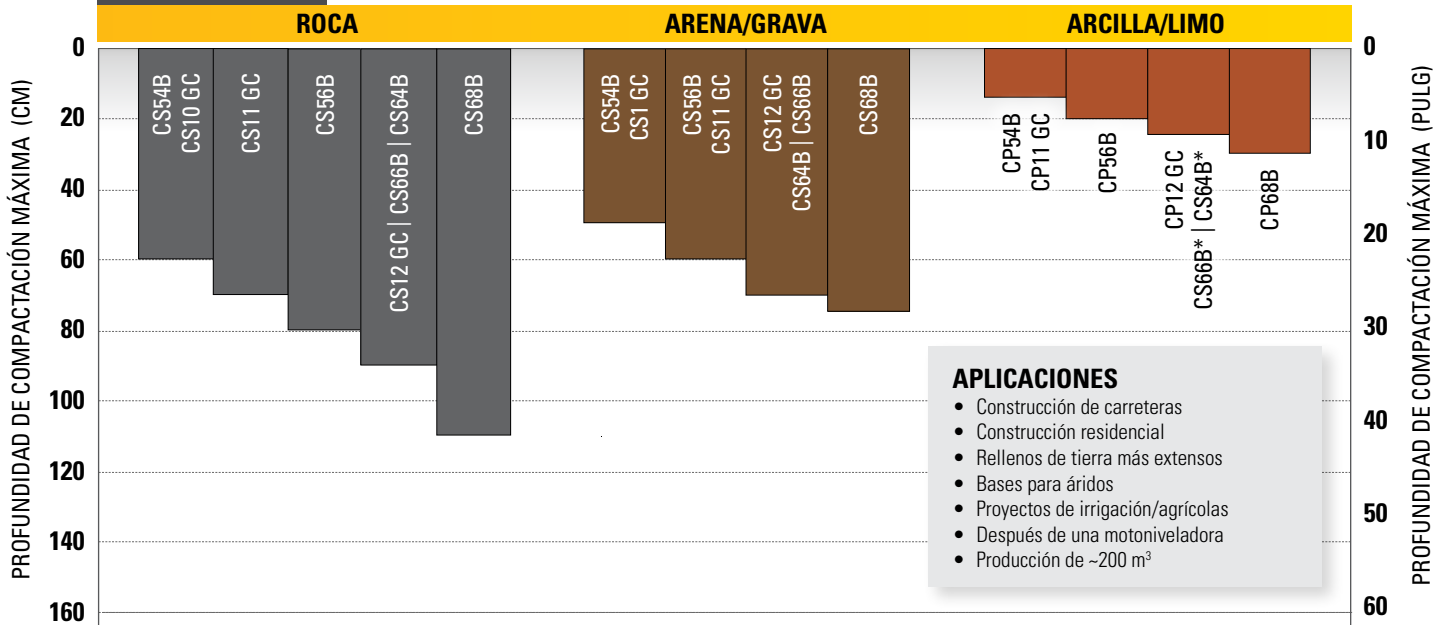 ROCA
ARENA/GRAVA
ARCILLA/LIMO
PROFUNDIDAD DE COMPACTACIÓN MÁXIMA (CM)
0
20
40
60
80
100
120
140
160
CS54B
CS10 GC
CS11 GC
CS56B
CS12 GC | CS66B | CS64B
CS68B
CS54B
CS1 GC
CS56B
CS11 GC
CS12 GC
CS64B | CS66B
CS68B
CP54B
CP11 GC
CP56B
CP12 GC
CS66B* | CS64B*
CP68B
0
10
20
30
40
50
60
PROFUNDIDAD DE COMPACTACIÓN MÁXIMA (PULG)
APLICACIONES
• Construcción de carreteras
• Construcción residencial
• Rellenos de tierra más extensos
• Bases para áridos
• Proyectos de irrigación/agrícolas
• Después de una motoniveladora
• Producción de ~200 m³